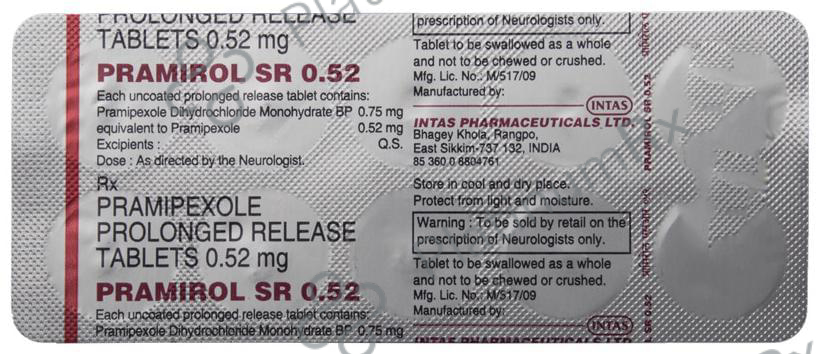 PROLONGED RELEASE
TABLETS 0.52 mg
PRAMIROL SR 0.52
Each uncoated prolonged release tablet contains:
Pramipexole Dihydrochloride Monohydrate BP 0.75 mg
equivalent to Pramipexole 0.52 mg
Excipients : Q.S.
Dose : As directed by the Neurologist.
Rx
PRAMIPEXOLE
PROLONGED RELEASE
TABLETS 0.52 mg
PRAMIROL SR 0.52
Each uncoated prolonged release tablet contains:
Pramipexole Dihydrochloride Monohydrate BP 0.75 mg
prescription of Neurologists only.
Tablet to be swallowed as a whole
and not to be chewed or crushed.
Mfg. Lic. No.: M/517/09
Manufactured by:
INTAS
INTAS PHARMACEUTICALS LTD.
Bhagey Khola, Rangpo,
East Sikkim-737 132, INDIA
85 360 0 8804761
Store in cool and dry place.
Protect from light and moisture.
Warning : To be sold by retail on the
prescription of Neurologists only.
Tablet to be swallowed as a whole
and not to be chewed or crushed.
Mfg. Lic. No.: M/517/09
Manufactured by:
INTAS
PRAMIROL SR 0.52
SR 0.52